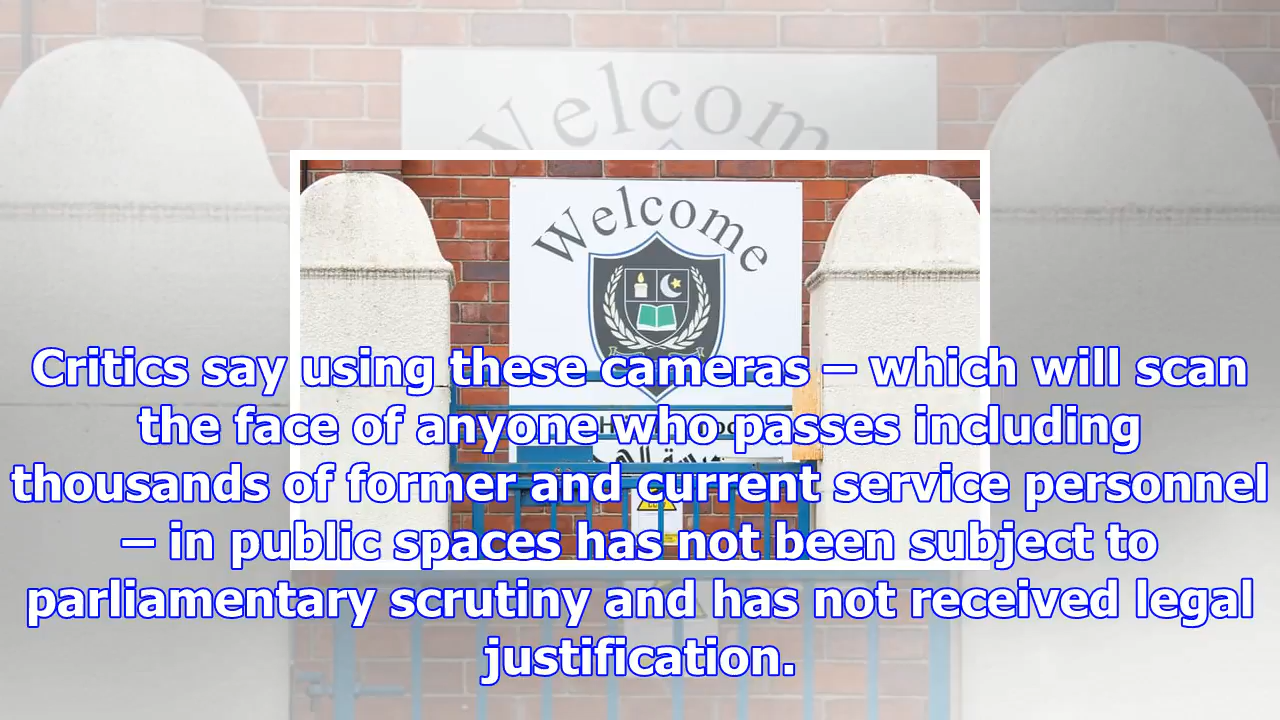 Welcome
Welcome
Critics say using these cameras – which will scan
the face of anyone who passes including
thousands of former and current service personnel
– in public spaces has not been subject to
parliamentary scrutiny and has not received legal
justification.